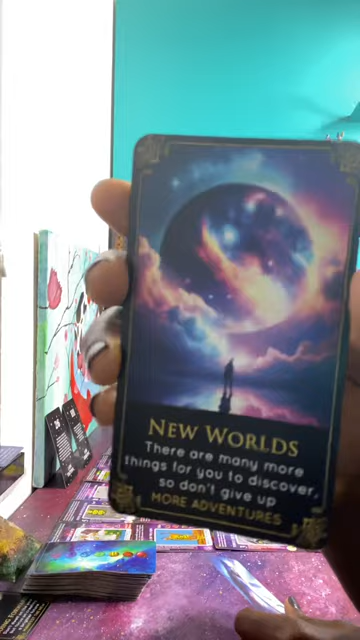 New Worlds
There are many more
things for you to discover,
so don't give up
MORE ADVENTURES